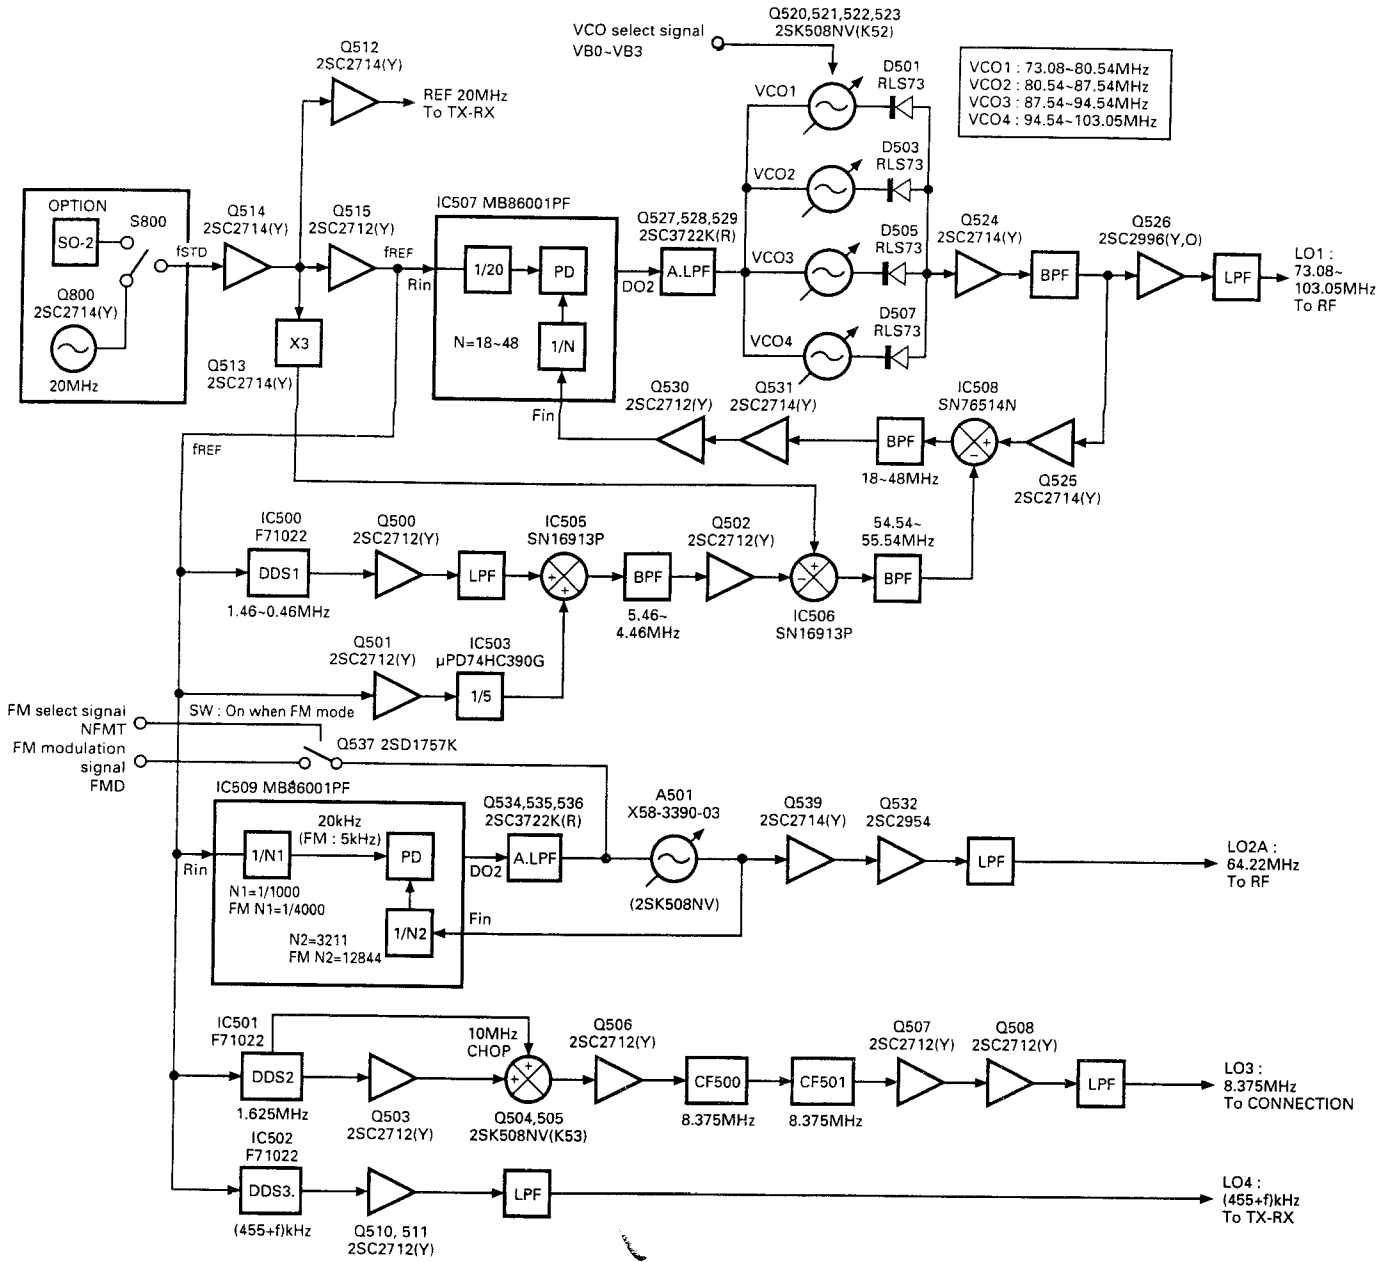 Q520,521,522,523
2SK508NV(K52)
VCO select signal
VB0~VB3
Q512
2SC2714(Y)
REF 20MHz
To TX-RX
VCO1
D501
RLS73
VCO1 : 73.08~80.54MHz
VCO2 : 80.54~87.54MHz
VCO3 : 87.54~94.54MHz
VCO4 : 94.54~103.05MHz
VCO2
D503
RLS73
OPTION
SO-2
S800
fSTD
Q800
2SC2714(Y)
20MHz
Q514
2SC2714(Y)
Q515
2SC2712(Y)
fREF
Rin
IC507 MB86001PF
1/20
PD
N=18~48
1/N
DO2
Q527,528,529
2SC3722K(R)
A.LPF
VCO3
D505
RLS73
VCO4
D507
RLS73
Q524
2SC2714(Y)
BPF
Q526
2SC2996(Y,O)
LPF
LO1 :
73.08~
103.05MHz
To RF
X3
Q513
2SC2714(Y)
Fin
Q530
2SC2712(Y)
Q531
2SC2714(Y)
BPF
18~48MHz
IC508
SN76514N
+
−
Q525
2SC2714(Y)
fREF
IC500
F71022
DDS1
1.46~0.46MHz
Q500
2SC2712(Y)
LPF
IC505
SN16913P
+
+
BPF
5.46~
4.46MHz
Q502
2SC2712(Y)
+
−
IC506
SN16913P
54.54~
55.54MHz
BPF
Q501
2SC2712(Y)
IC503
µPD74HC390G
1/5
FM select signal
NFMT
SW : On when FM mode
FM modulation
signal
FMD
Q537 2SD1757K
IC509 MB86001PF
Rin
1/N1
20kHz
(FM : 5kHz)
PD
N1=1/1000
FM N1=1/4000
1/N2
N2=3211
FM N2=12844
DO2
Fin
Q534,535,536
2SC3722K(R)
A.LPF
A501
X58-3390-03
(2SK508NV)
Q539
2SC2714(Y)
Q532
2SC2954
LPF
LO2A :
64.22MHz
To RF
IC501
F71022
DDS2
1.625MHz
Q503
2SC2712(Y)
10MHz
CHOP
+
+
Q504,505
2SK508NV(K53)
Q506
2SC2712(Y)
CF500
8.375MHz
CF501
8.375MHz
Q507
2SC2712(Y)
Q508
2SC2712(Y)
LPF
LO3 :
8.375MHz
To CONNECTION
IC502
F71022
DDS3.
(455+f)kHz
Q510, 511
2SC2712(Y)
LPF
LO4 :
(455+f)kHz
To TX-RX